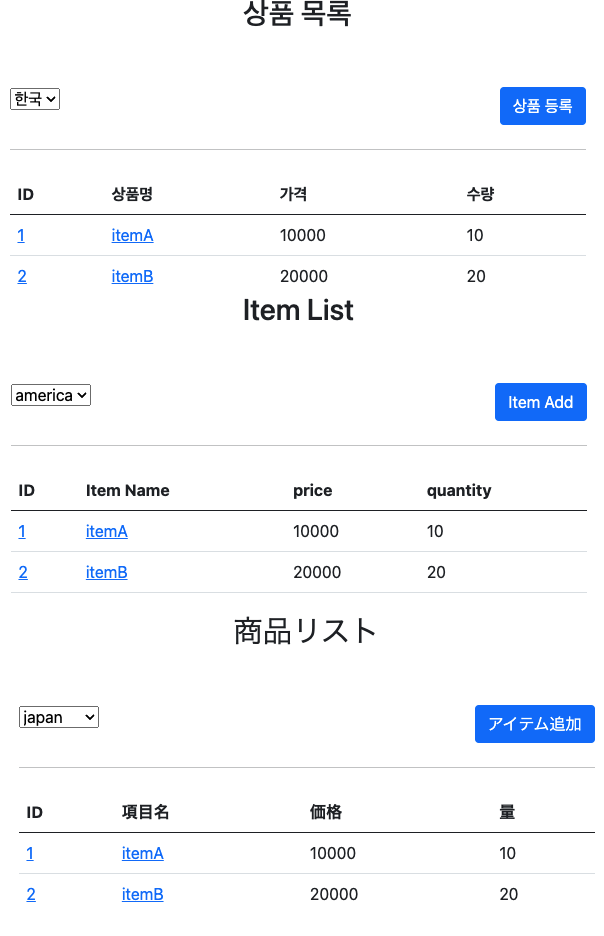 상품 목록
한국 상품 등록
ID 상품명 가격 수량
1 itemA 10000 10
2 itemB 20000 20
Item List
america Item Add
ID Item Name price quantity
1 itemA 10000 10
2 itemB 20000 20
商品リスト
japan アイテム追加
ID 項目名 価格 量
1 itemA 10000 10
2 itemB 20000 20